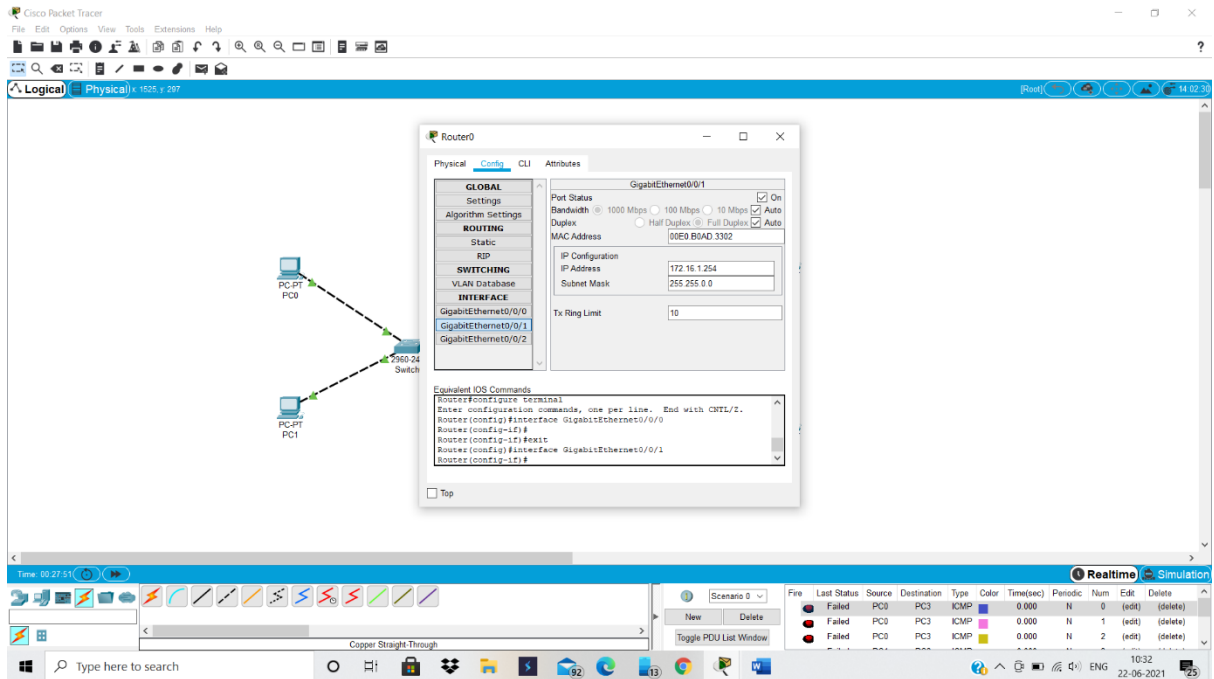 Cisco Packet Tracer
File Edit Options View Tools Extensions Help
?
Logical Physical x: 1525, y: 297 [Root] 14:02:30
Router0
Physical Config CLI Attributes
GLOBAL
Settings
Algorithm Settings
ROUTING
Static
RIP
SWITCHING
VLAN Database
INTERFACE
GigabitEthernet0/0/0
GigabitEthernet0/0/1
GigabitEthernet0/0/2
GigabitEthernet0/0/1
Port Status On
Bandwidth 1000 Mbps 100 Mbps 10 Mbps Auto
Duplex Half Duplex Full Duplex Auto
MAC Address 00E0.B0AD.3302
IP Configuration
IP Address 172.16.1.254
Subnet Mask 255.255.0.0
Tx Ring Limit 10
Equivalent IOS Commands
Router#configure terminal
Enter configuration commands, one per line. End with CNTL/Z.
Router(config)#interface GigabitEthernet0/0/0
Router(config-if)#
Router(config-if)#exit
Router(config)#interface GigabitEthernet0/0/1
Router(config-if)#
Top
PC-PT
PC0
2960-24
Switch
PC-PT
PC1
Time: 00:27:51 Realtime Simulation
Copper Straight-Through
Scenario 0
New Delete
Toggle PDU List Window
Fire Last Status Source Destination Type Color Time(sec) Periodic Num Edit Delete
Failed PC0 PC3 ICMP 0.000 N 0 (edit) (delete)
Failed PC0 PC3 ICMP 0.000 N 1 (edit) (delete)
Failed PC0 PC3 ICMP 0.000 N 2 (edit) (delete)
Type here to search
92
13
ENG
10:32
22-06-2021
25